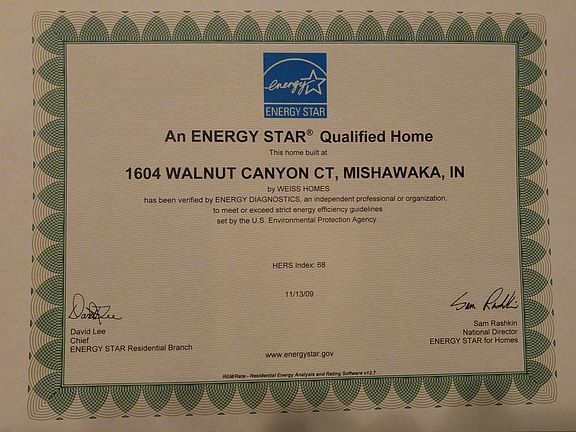 energy
ENERGY STAR
An ENERGY STAR® Qualified Home
This home built at
1604 WALNUT CANYON CT, MISHAWAKA, IN
by WEISS HOMES
has been verified by ENERGY DIAGNOSTICS, an independent professional or organization,
to meet or exceed strict energy efficiency guidelines
set by the U.S. Environmental Protection Agency.
HERS Index: 68
11/13/09
David Lee
David Lee
Chief
ENERGY STAR Residential Branch
Sam Rashkin
Sam Rashkin
National Director
ENERGY STAR for Homes
www.energystar.gov
REM/Rate - Residential Energy Analysis and Rating Software v12.7